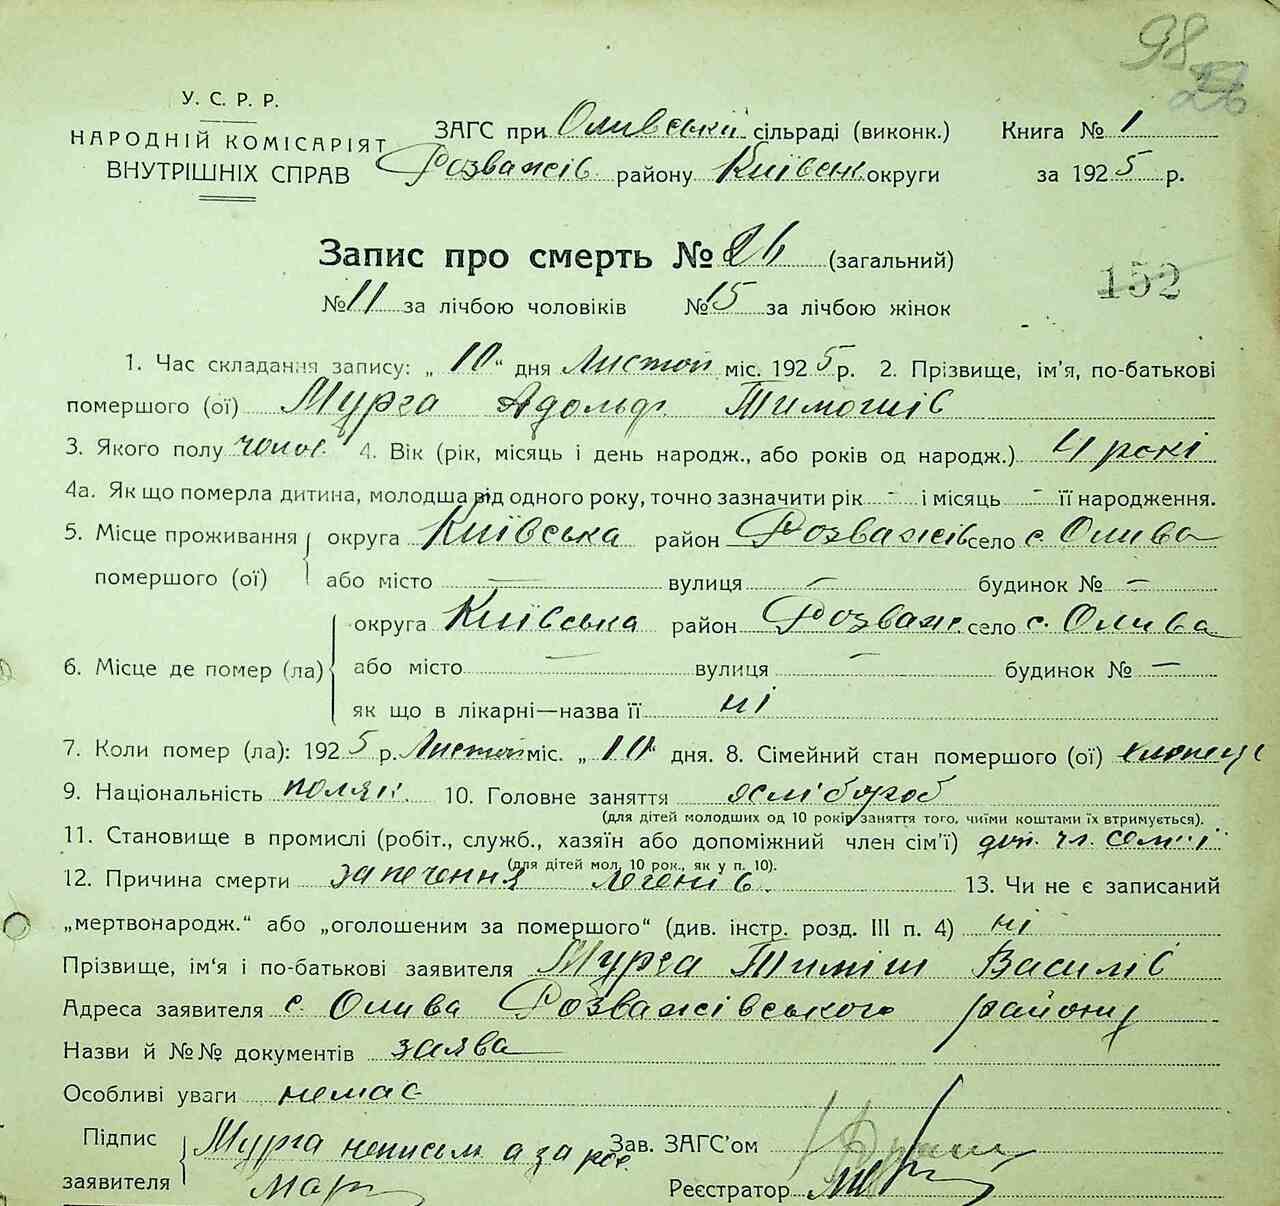 98
26
У. С. Р. Р.
НАРОДНІЙ КОМІСАРІЯТ
ВНУТРІШНІХ СПРАВ
ЗАГС при Оливській сільраді (виконк.)
Розважів району Київськ округи
Книга № 1
за 1925 р.
Запис про смерть № 26 (загальний)
152
№ 11 за лічбою чоловіків № 15 за лічбою жінок
1. Час складання запису: „10“ дня Листоп міс. 1925 р. 2. Прізвище, ім'я, по-батькові
помершого (ої) Мурга Адольф Тимошів
3. Якого полу чолов. 4. Вік (рік, місяць і день народж., або років од народж.) 4 рокі
4а. Як що померла дитина, молодша від одного року, точно зазначити рік - і місяць - її народження.
5. Місце проживання помершого (ої) округа Київська район Розважів село с. Олива
або місто — вулиця — будинок № —
6. Місце де помер (ла) округа Київська район Розваж. село с. Олива
або місто — вулиця — будинок № —
як що в лікарні—назва її ні
7. Коли помер (ла): 1925 р. Листоп міс. „10“ дня. 8. Сімейний стан помершого (ої) хлопець
9. Національність поляк. 10. Головне заняття хлібороб
(для дітей молодших од 10 років заняття того, чиїми коштами їх втримується).
11. Становище в промислі (робіт., служб., хазяїн або допоміжний член сім'ї) доп. чл. семії
(для дітей мол. 10 рок., як у п. 10).
12. Причина смерти запечення легенів. 13. Чи не є записаний
„мертвонародж.“ або „оголошеним за помершого“ (див. інстр. розд. III п. 4) ні
Прізвище, ім'я і по-батькові заявителя Мурга Тиміш Василів
Адреса заявителя с. Олива Розважівського району
Назви й №№ документів заява
Особливі уваги немає
Підпис заявителя Мурга неписьм а за
Зав. ЗАГС'ом
Реєстратор